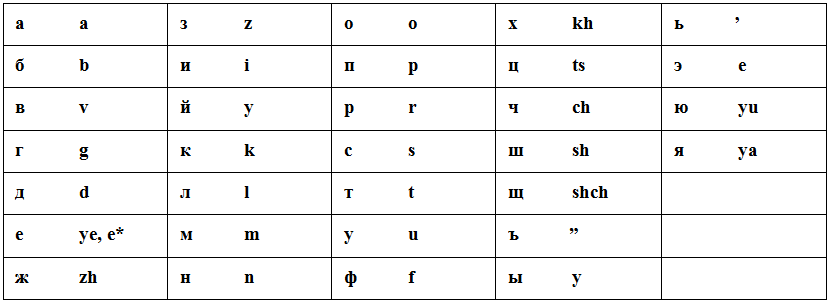 а a з z о o х kh ь ’
б b и i п p ц ts э e
в v й y р r ч ch ю yu
г g к k с s ш sh я ya
д d л l т t щ shch
е ye, e* м m у u ъ ”
ж zh н n ф f ы y